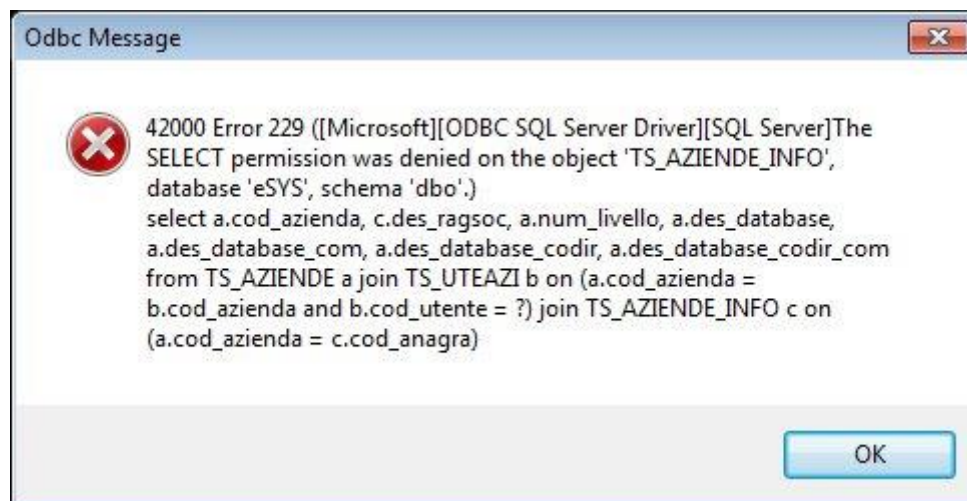 Odbc Message
42000 Error 229 ([Microsoft][ODBC SQL Server Driver][SQL Server]The
SELECT permission was denied on the object 'TS_AZIENDE_INFO',
database 'eSYS', schema 'dbo'.)
select a.cod_azienda, c.des_ragsoc, a.num_livello, a.des_database,
a.des_database_com, a.des_database_codir, a.des_database_codir_com
from TS_AZIENDE a join TS_UTEAZI b on (a.cod_azienda =
b.cod_azienda and b.cod_utente = ?) join TS_AZIENDE_INFO c on
(a.cod_azienda = c.cod_anagra)
OK